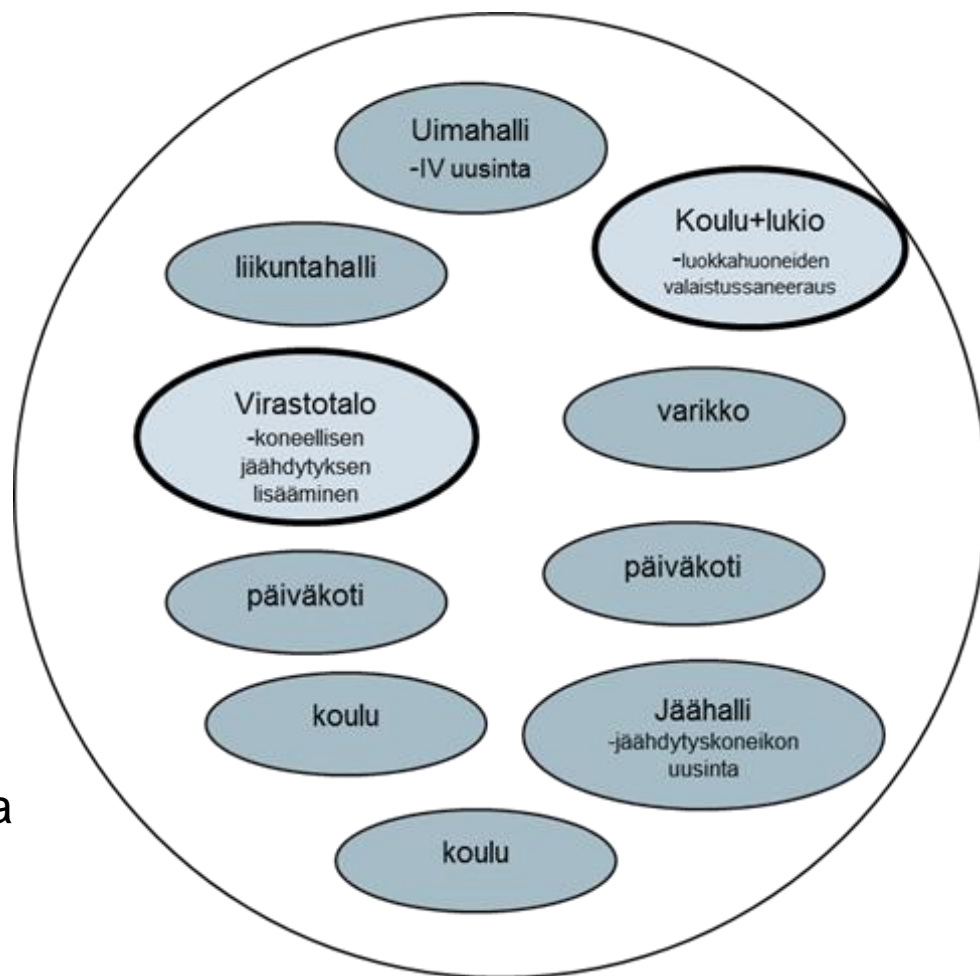 Uimahalli
-IV uusinta
Koulu+lukio
-luokkahuoneiden
valaistussaneeraus
liikuntahalli
Virastotalo
-koneellisen
jäähdytyksen
lisääminen
varikko
päiväkoti
päiväkoti
koulu
Jäähalli
-jäähdytyskoneikon
uusinta
a
koulu